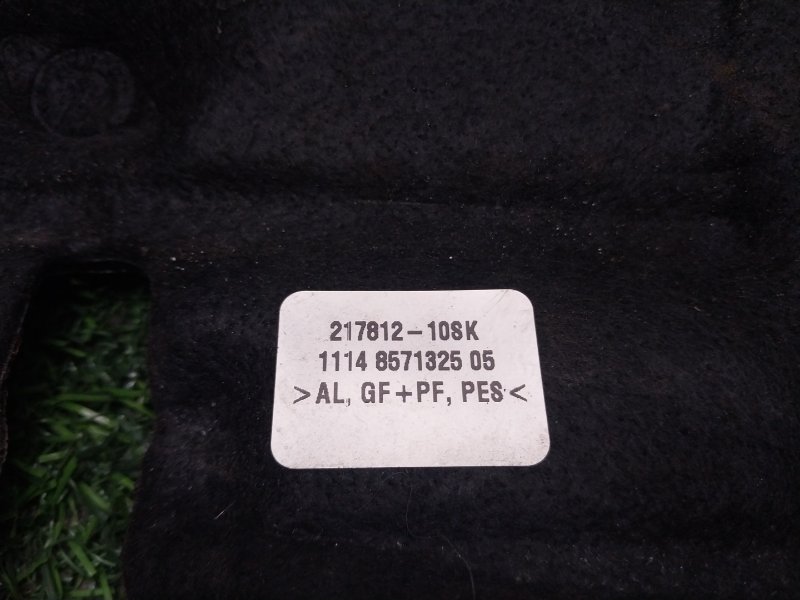 217812-10SK
1114 8571325 05
>AL, GF+PF, PES<